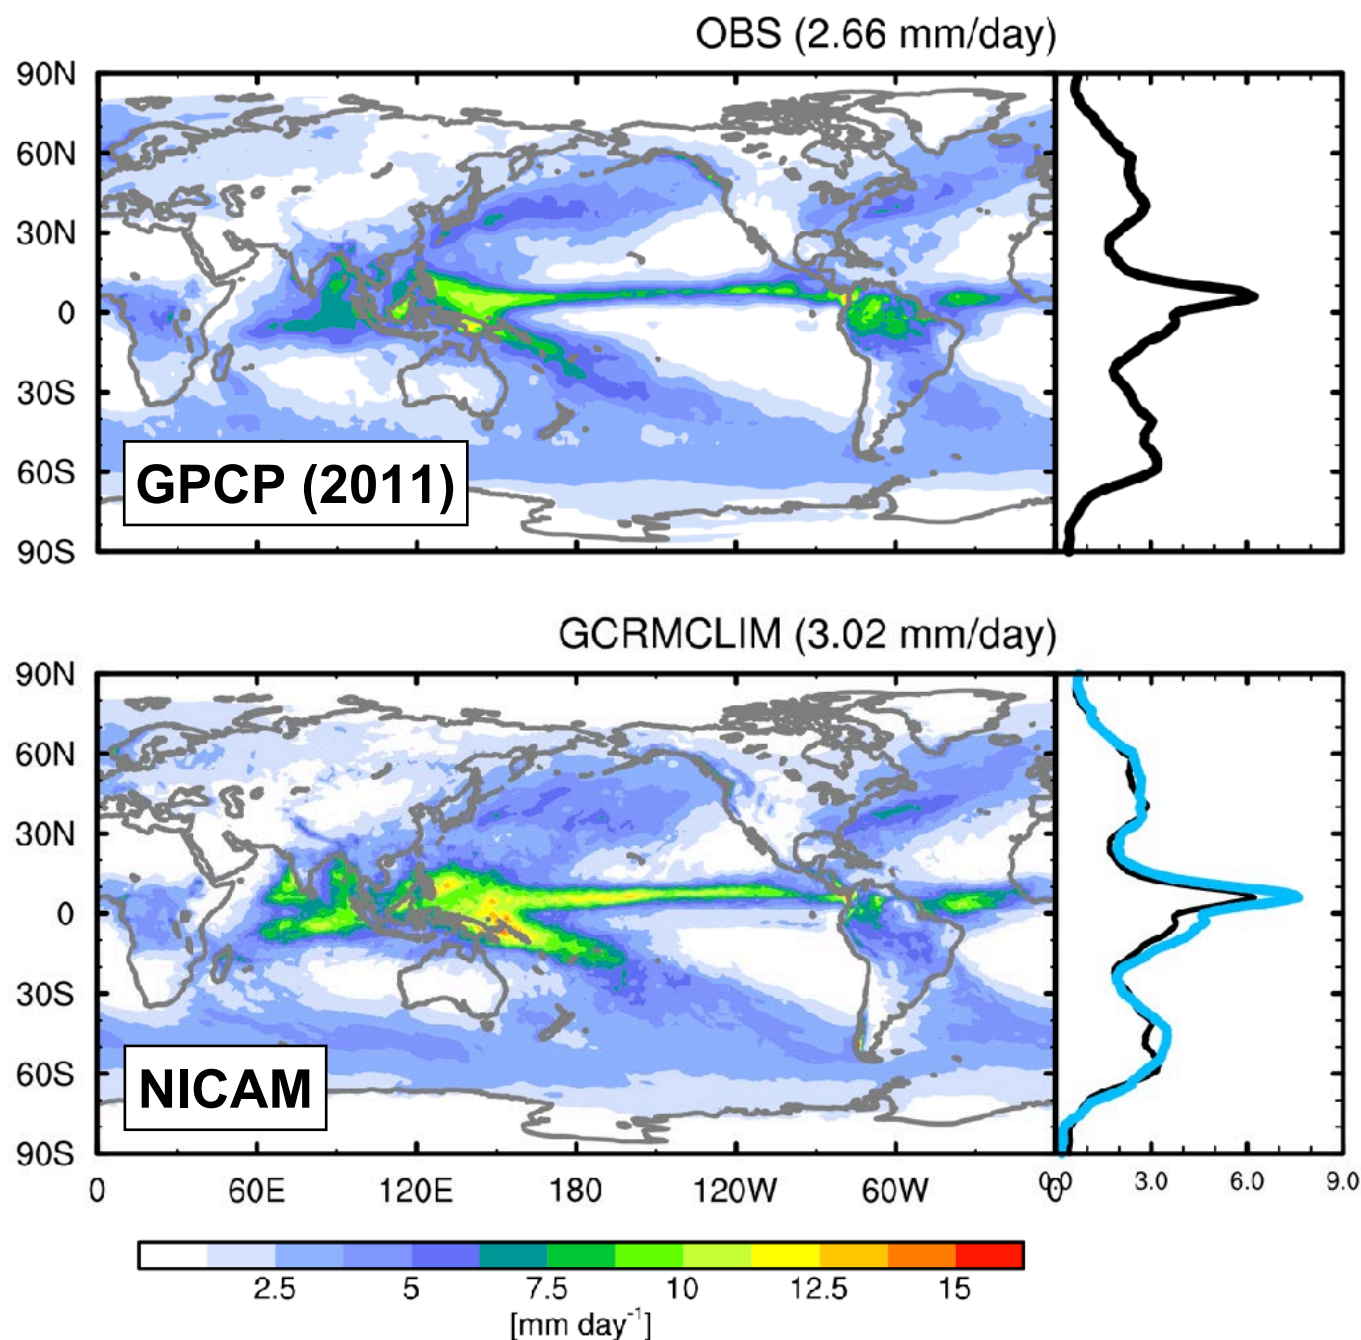 OBS (2.66 mm/day)
90N
60N
30N
0
30S
60S
90S
GPCP (2011)
GCRMCLIM (3.02 mm/day)
90N
60N
30N
0
30S
60S
90S
NICAM
0 60E 120E 180 120W 60W 0
0.0 3.0 6.0 9.0
2.5 5 7.5 10 12.5 15
[mm day-1]